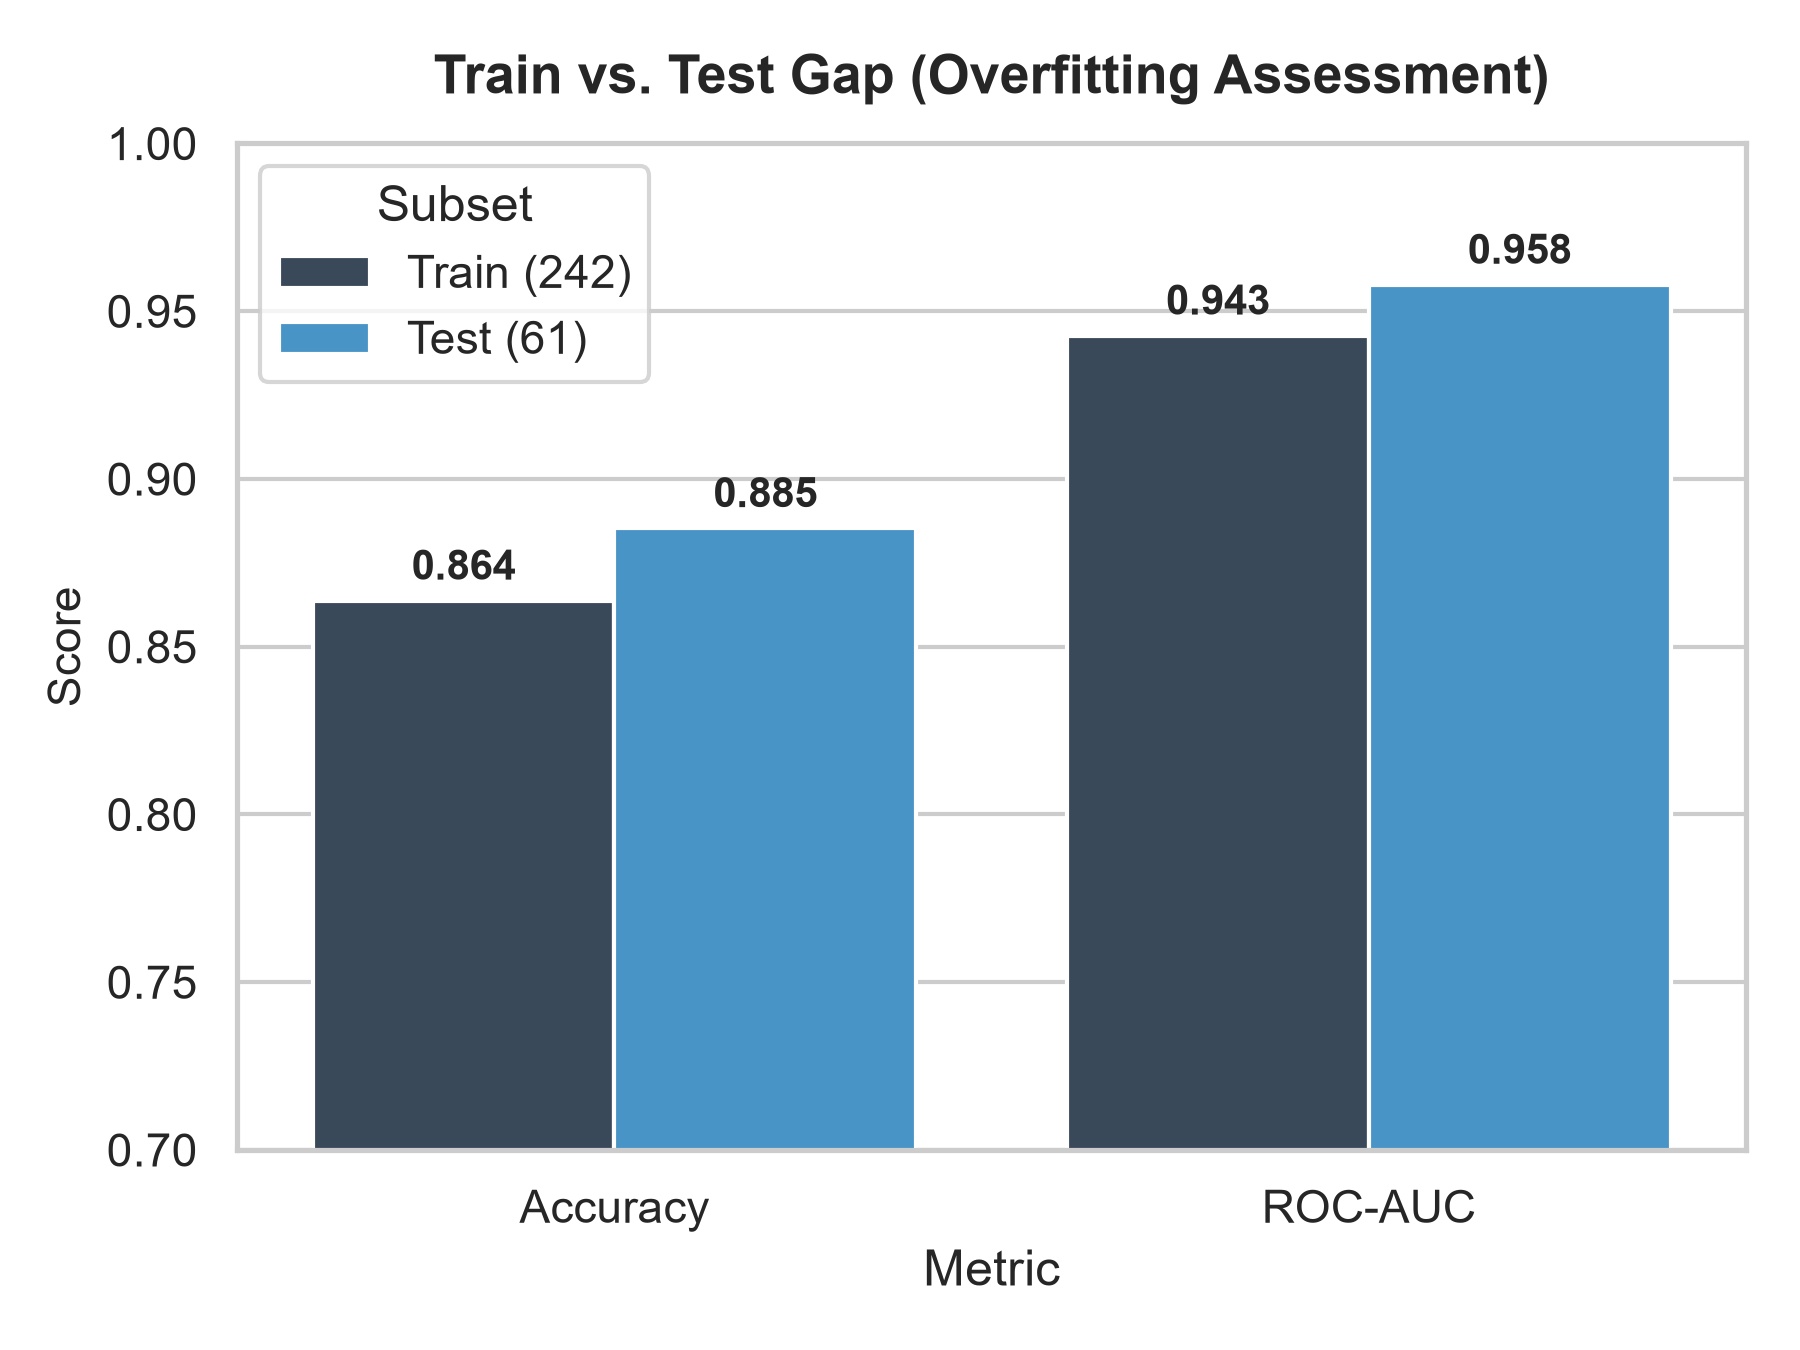 Train vs. Test Gap (Overfitting Assessment)
1.00
0.95
0.90
0.85
0.80
0.75
0.70
Score
Subset
Train (242)
Test (61)
0.864
0.885
0.943
0.958
Accuracy
ROC-AUC
Metric